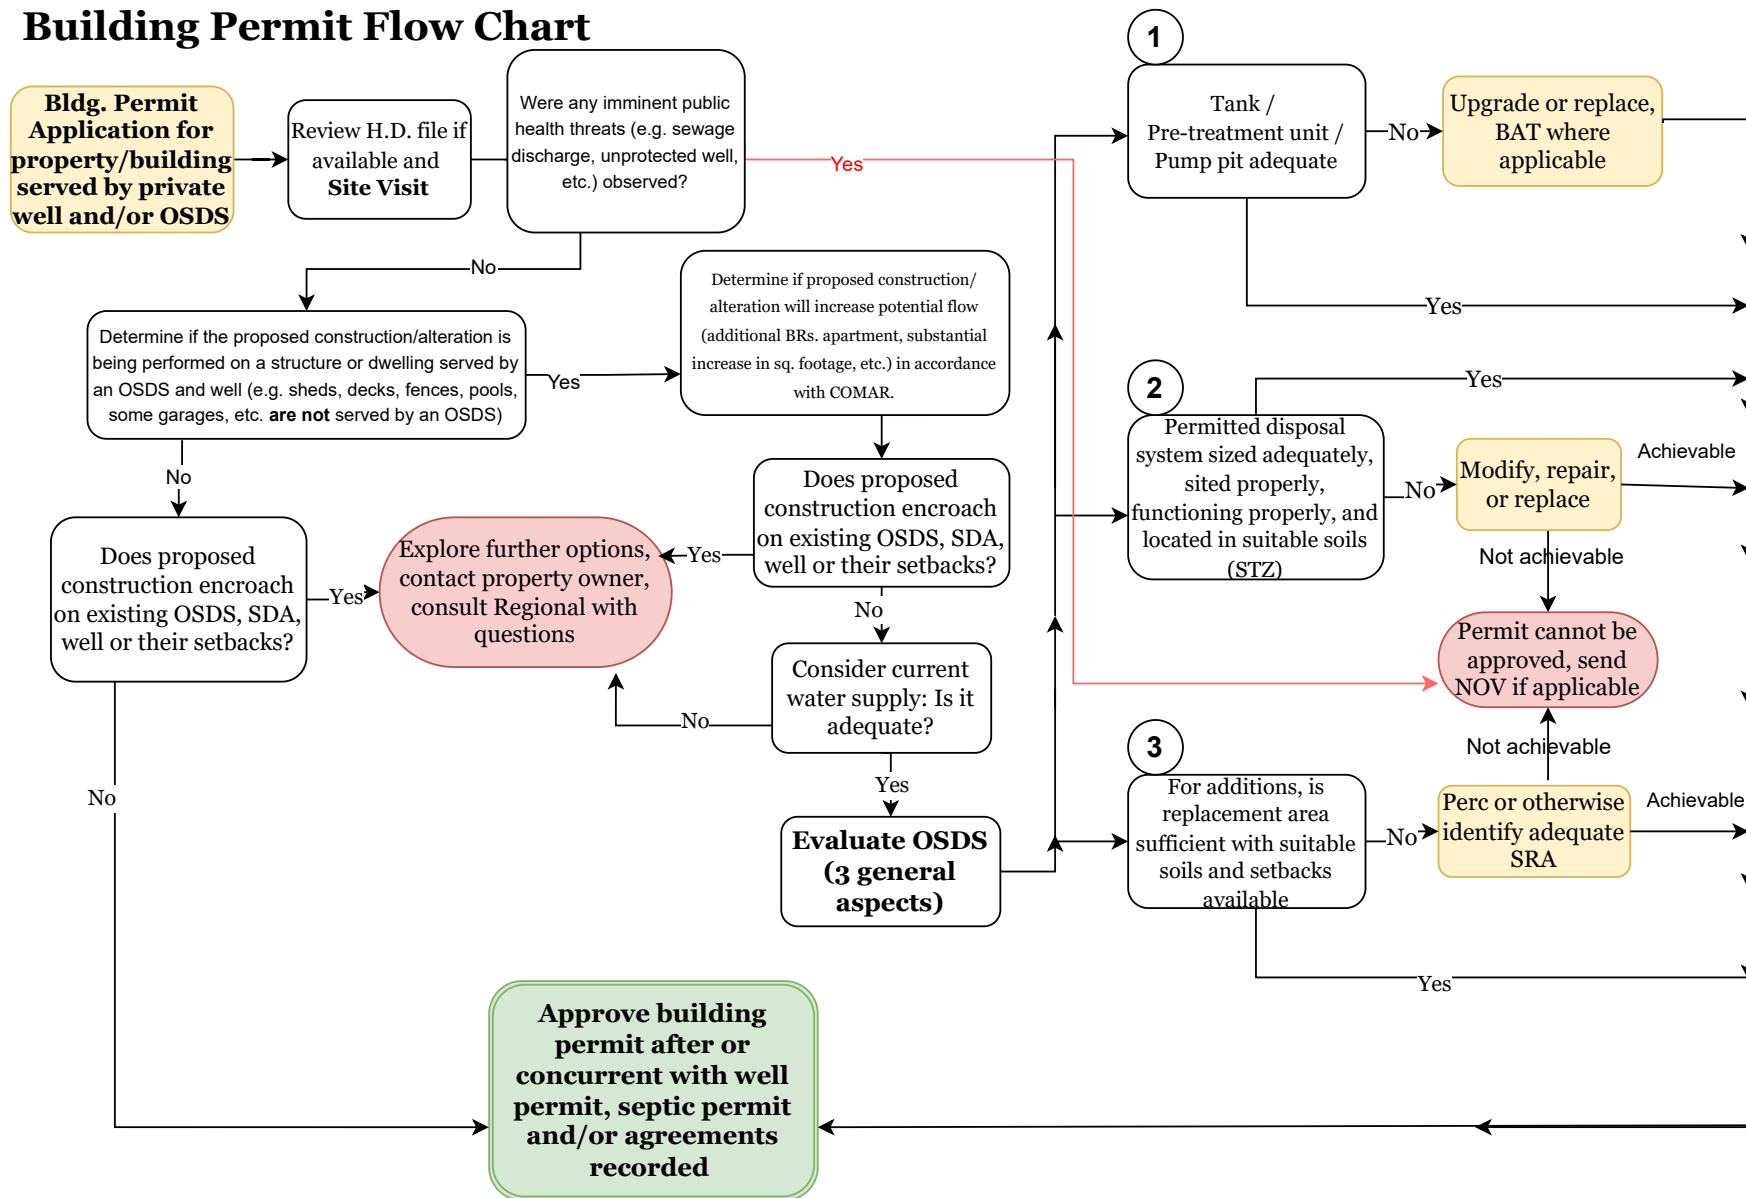 Building Permit Flow Chart
Bldg. Permit
Application for
property/building
served by private
well and/or OSDS
Review H.D. file if
available and
Site Visit
Were any imminent public
health threats (e.g. sewage
discharge, unprotected well,
etc.) observed?
Yes
No
Determine if the proposed construction/alteration is
being performed on a structure or dwelling served by
an OSDS and well (e.g. sheds, decks, fences, pools,
some garages, etc. are not served by an OSDS)
Yes
No
Determine if proposed construction/
alteration will increase potential flow
(additional BRs. apartment, substantial
increase in sq. footage, etc.) in accordance
with COMAR.
Does proposed
construction encroach
on existing OSDS, SDA,
well or their setbacks?
Yes
No
Explore further options,
contact property owner,
consult Regional with
questions
Does proposed
construction encroach
on existing OSDS, SDA,
well or their setbacks?
Yes
No
Consider current
water supply: Is it
adequate?
No
Yes
Evaluate OSDS
(3 general
aspects)
1
Tank /
Pre-treatment unit /
Pump pit adequate
No
Upgrade or replace,
BAT where
applicable
Yes
2
Permitted disposal
system sized adequately,
sited properly,
functioning properly, and
located in suitable soils
(STZ)
Yes
No
Modify, repair,
or replace
Achievable
Not achievable
Permit cannot be
approved, send
NOV if applicable
Not achievable
3
For additions, is
replacement area
sufficient with suitable
soils and setbacks
available
No
Perc or otherwise
identify adequate
SRA
Achievable
Yes
Approve building
permit after or
concurrent with well
permit, septic permit
and/or agreements
recorded